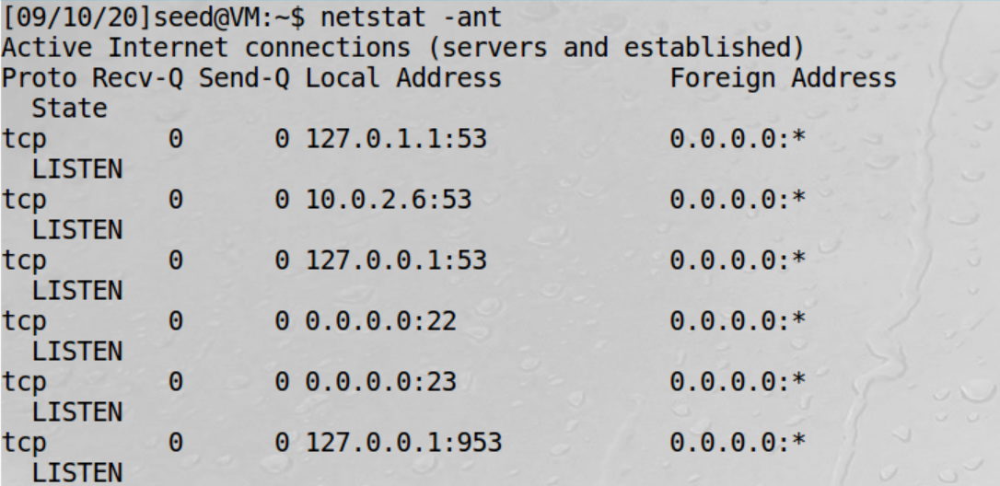 [09/10/20]seed@VM:~$ netstat -ant
Active Internet connections (servers and established)
Proto Recv-Q Send-Q Local Address           Foreign Address
  State
tcp        0      0 127.0.1.1:53            0.0.0.0:*
  LISTEN
tcp        0      0 10.0.2.6:53             0.0.0.0:*
  LISTEN
tcp        0      0 127.0.0.1:53            0.0.0.0:*
  LISTEN
tcp        0      0 0.0.0.0:22              0.0.0.0:*
  LISTEN
tcp        0      0 0.0.0.0:23              0.0.0.0:*
  LISTEN
tcp        0      0 127.0.0.1:953           0.0.0.0:*
  LISTEN